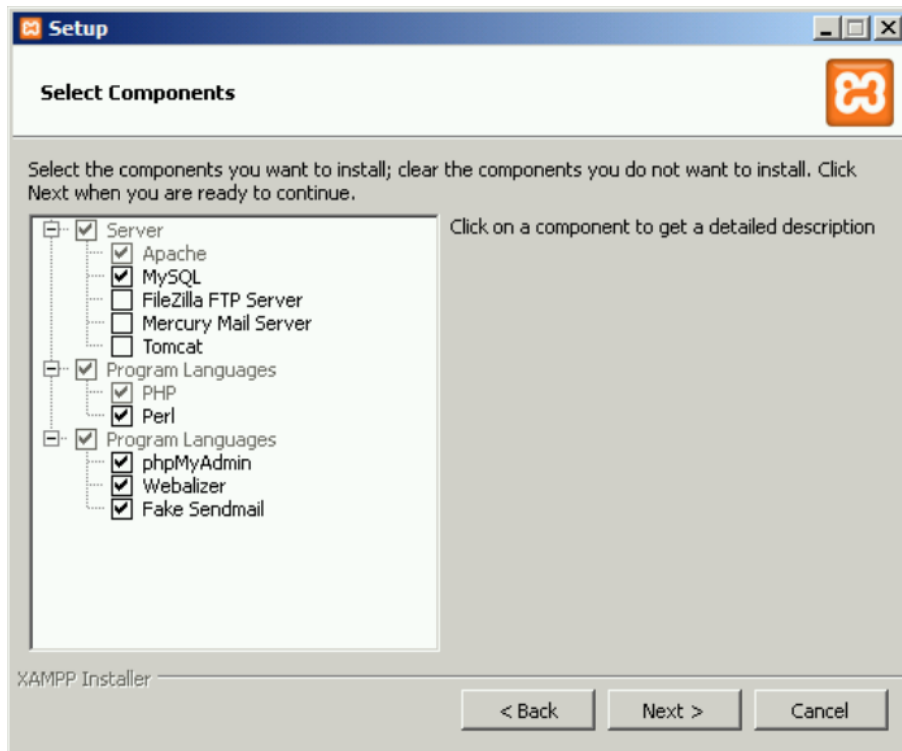 Setup
Select Components
Select the components you want to install; clear the components you do not want to install. Click
Next when you are ready to continue.
Server
Apache
MySQL
FileZilla FTP Server
Mercury Mail Server
Tomcat
Program Languages
PHP
Perl
Program Languages
phpMyAdmin
Webalizer
Fake Sendmail
Click on a component to get a detailed description
XAMPP Installer
< Back
Next >
Cancel